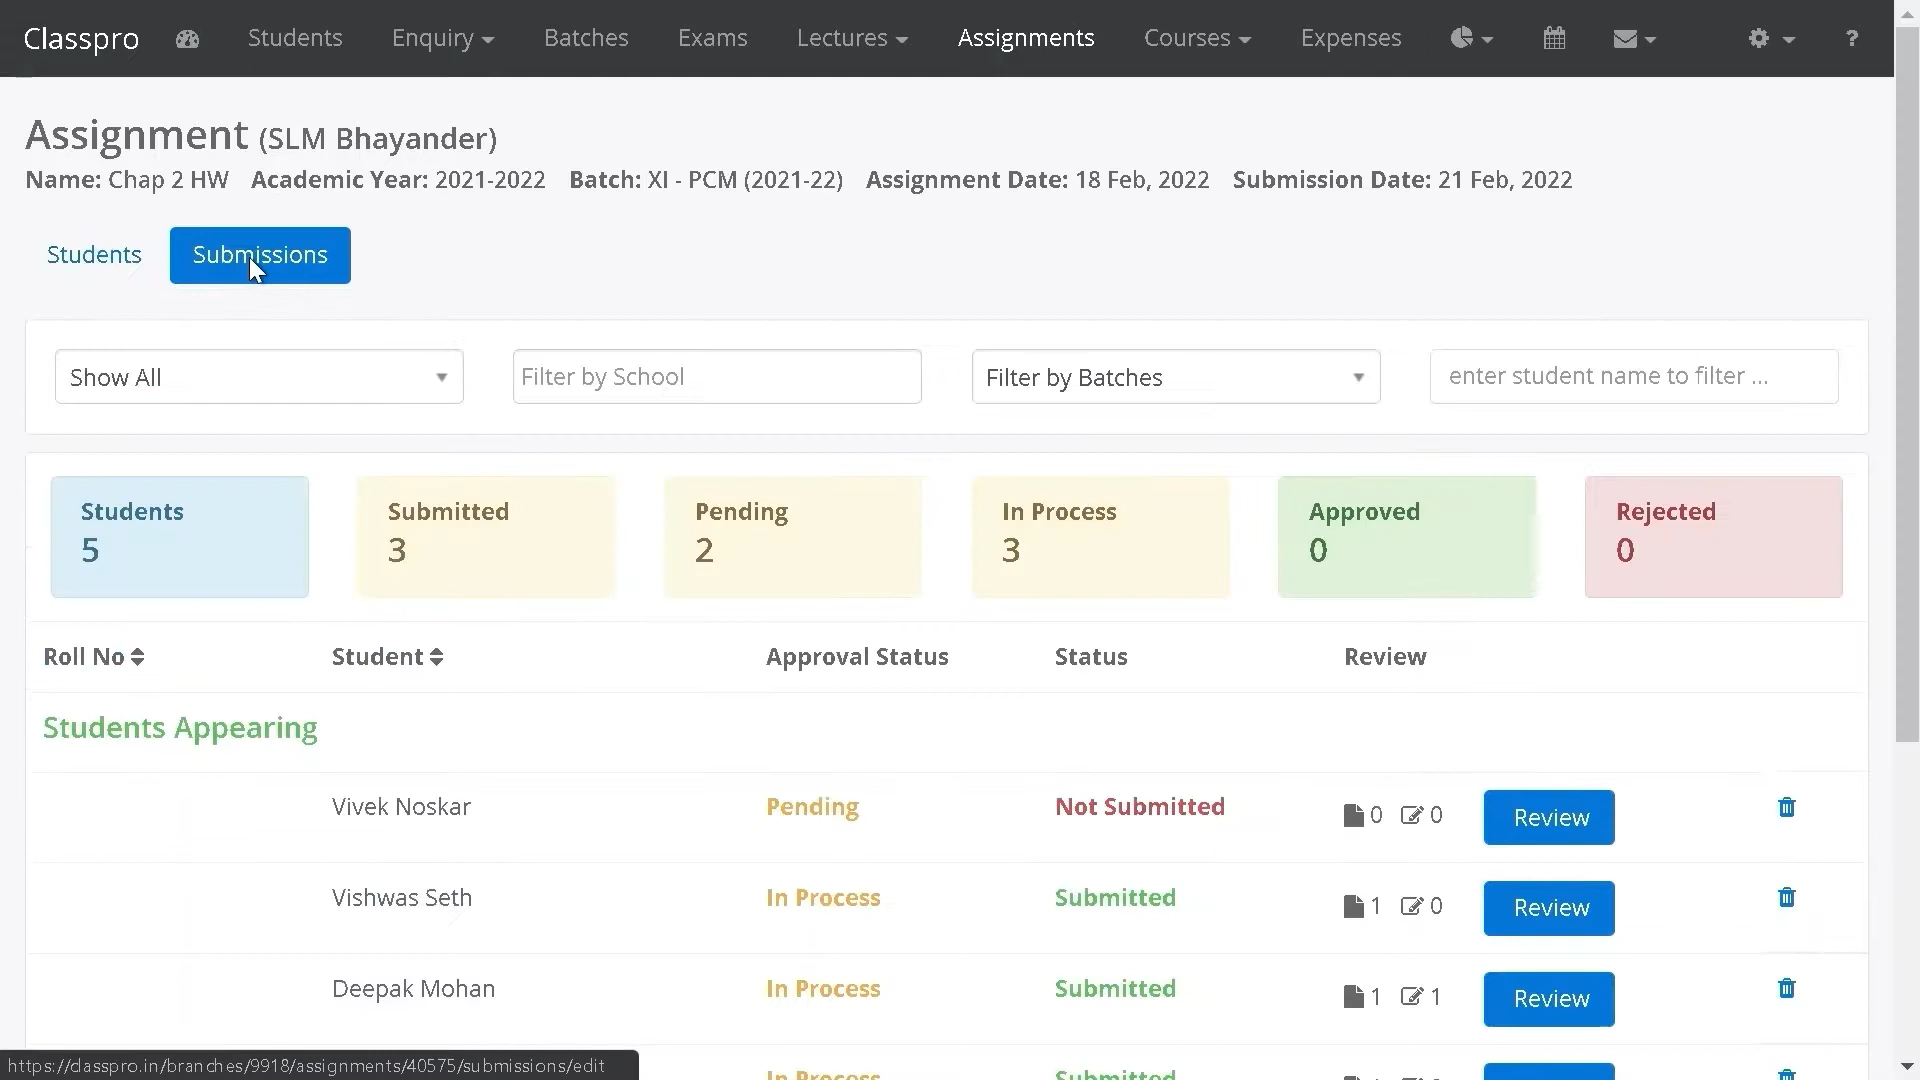 Classpro Students Enquiry Batches Exams Lectures Assignments Courses Expenses ?
Assignment (SLM Bhayander)
Name: Chap 2 HW Academic Year: 2021-2022 Batch: XI - PCM (2021-22) Assignment Date: 18 Feb, 2022 Submission Date: 21 Feb, 2022
Students Submissions
Show All Filter by School Filter by Batches enter student name to filter ...
Students Submitted Pending In Process Approved Rejected
5 3 2 3 0 0
Roll No Student Approval Status Status Review
Students Appearing
Vivek Noskar Pending Not Submitted 0 0 Review
Vishwas Seth In Process Submitted 1 0 Review
Deepak Mohan In Process Submitted 1 1 Review
In Process Submitted
https://classpro.in/branches/9918/assignments/40575/submissions/edit